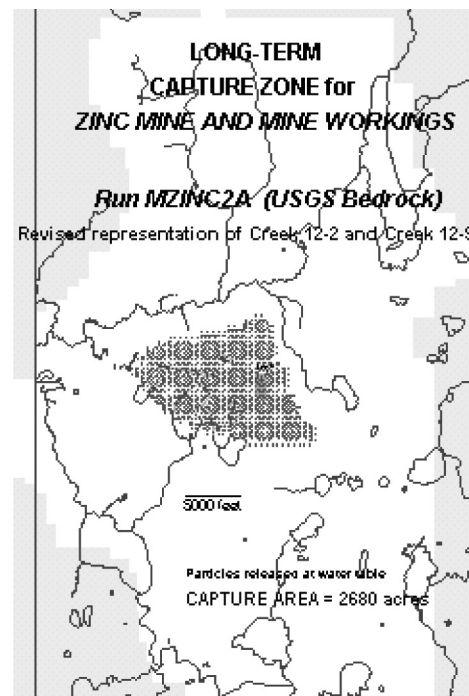 LONG-TERM
CAPTURE ZONE for
ZINC MINE AND MINE WORKINGS
Run MZINC2A (USGS Bedrock)
Revised representation of Creek 12-2 and Creek 12-9
5000 feet
Particles released at water table
CAPTURE AREA = 2680 acres